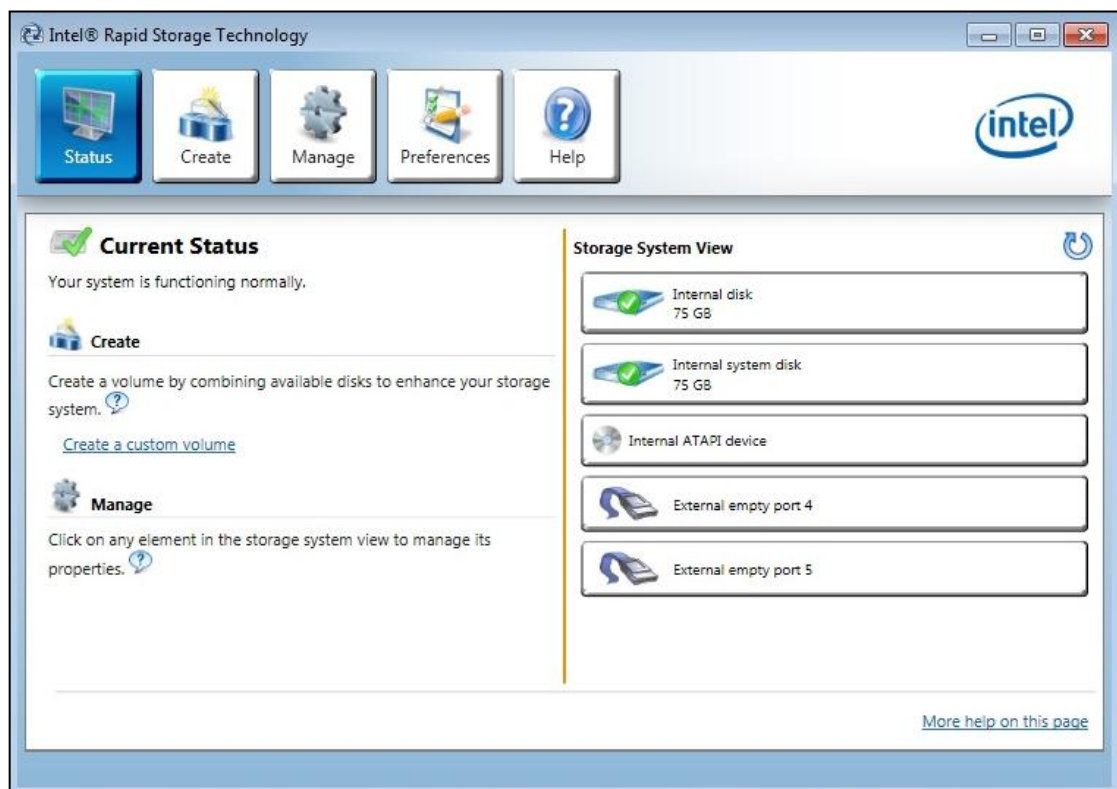 Intel® Rapid Storage Technology
Status
Create
Manage
Preferences
Help
intel
Current Status
Your system is functioning normally.
Create
Create a volume by combining available disks to enhance your storage
system.
Create a custom volume
Manage
Click on any element in the storage system view to manage its
properties.
Storage System View
Internal disk
75 GB
Internal system disk
75 GB
Internal ATAPI device
External empty port 4
External empty port 5
More help on this page